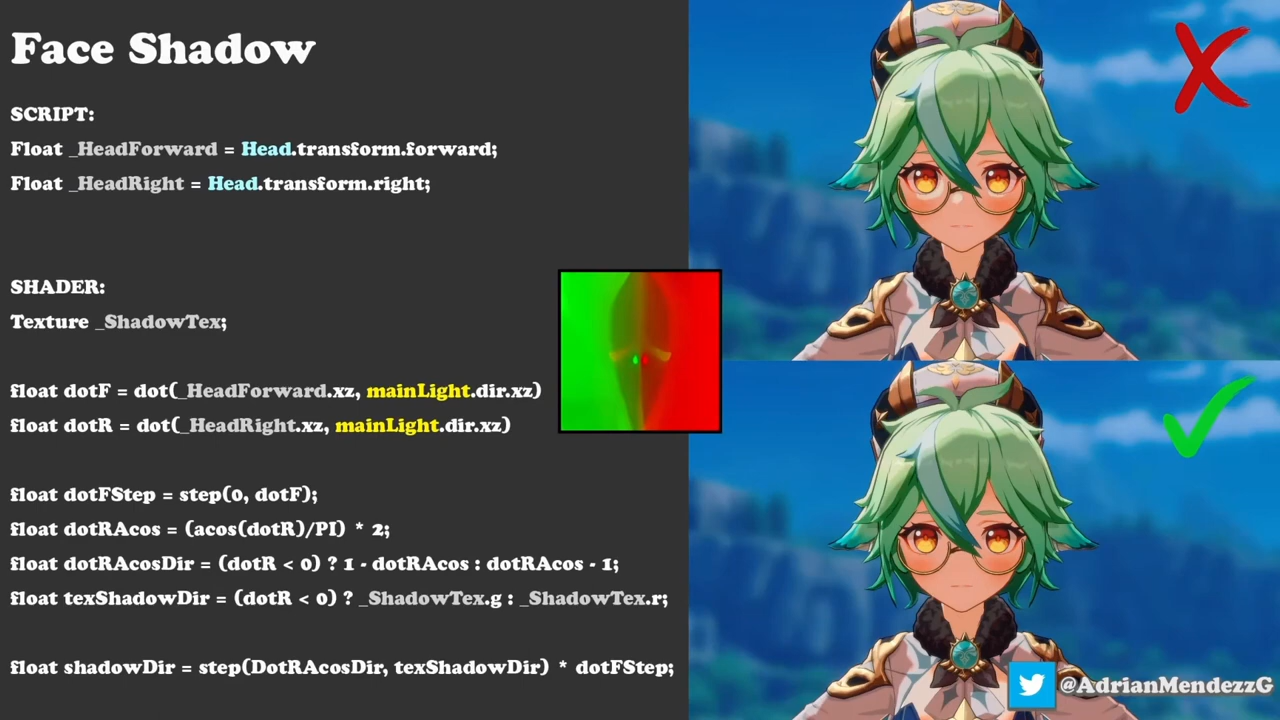 Face Shadow
SCRIPT:
Float _HeadForward = Head.transform.forward;
Float _HeadRight = Head.transform.right;
SHADER:
Texture _ShadowTex;
float dotF = dot(_HeadForward.xz, mainLight.dir.xz)
float dotR = dot(_HeadRight.xz, mainLight.dir.xz)
float dotFStep = step(0, dotF);
float dotRAcos = (acos(dotR)/PI) * 2;
float dotRAcosDir = (dotR < 0) ? 1 - dotRAcos : dotRAcos - 1;
float texShadowDir = (dotR < 0) ? _ShadowTex.g : _ShadowTex.r;
float shadowDir = step(DotRAcosDir, texShadowDir) * dotFStep;
@AdrianMendezzG